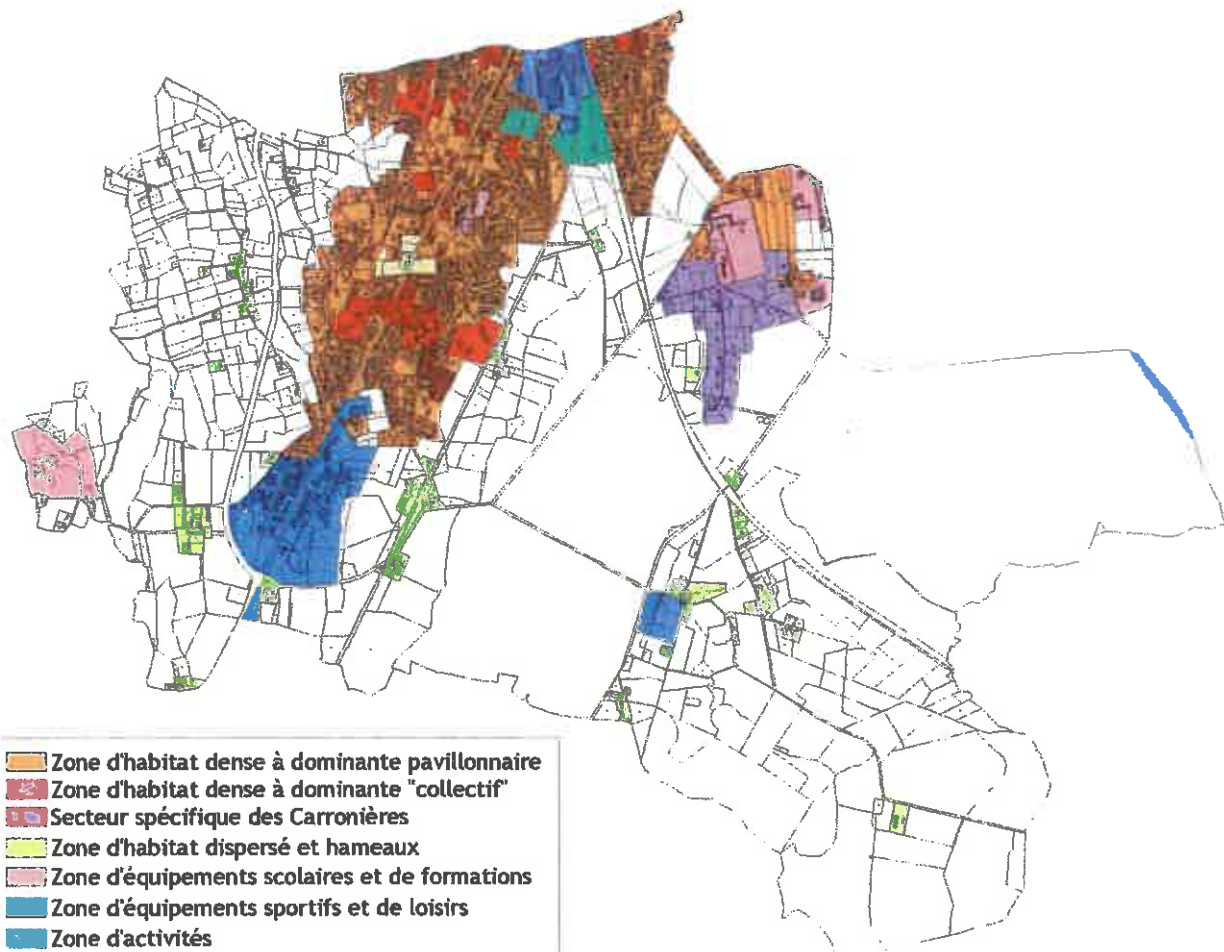 Zone d'habitat dense à dominante pavillonnaire
Zone d'habitat dense à dominante "collectif"
Secteur spécifique des Carronières
Zone d'habitat dispersé et hameaux
Zone d'équipements scolaires et de formations
Zone d'équipements sportifs et de loisirs
Zone d'activités